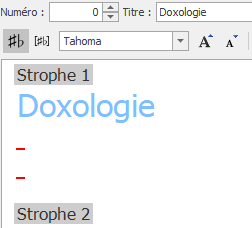 Numéro : 0 Titre : Doxologie
♯♭ [♯♭] Tahoma A A
Strophe 1
Doxologie
–
–
Strophe 2